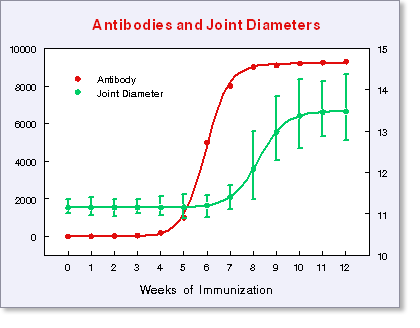 Antibodies and Joint Diameters
10000
8000
6000
4000
2000
0
Antibody
Joint Diameter
15
14
13
12
11
10
0 1 2 3 4 5 6 7 8 9 10 11 12
Weeks of Immunization